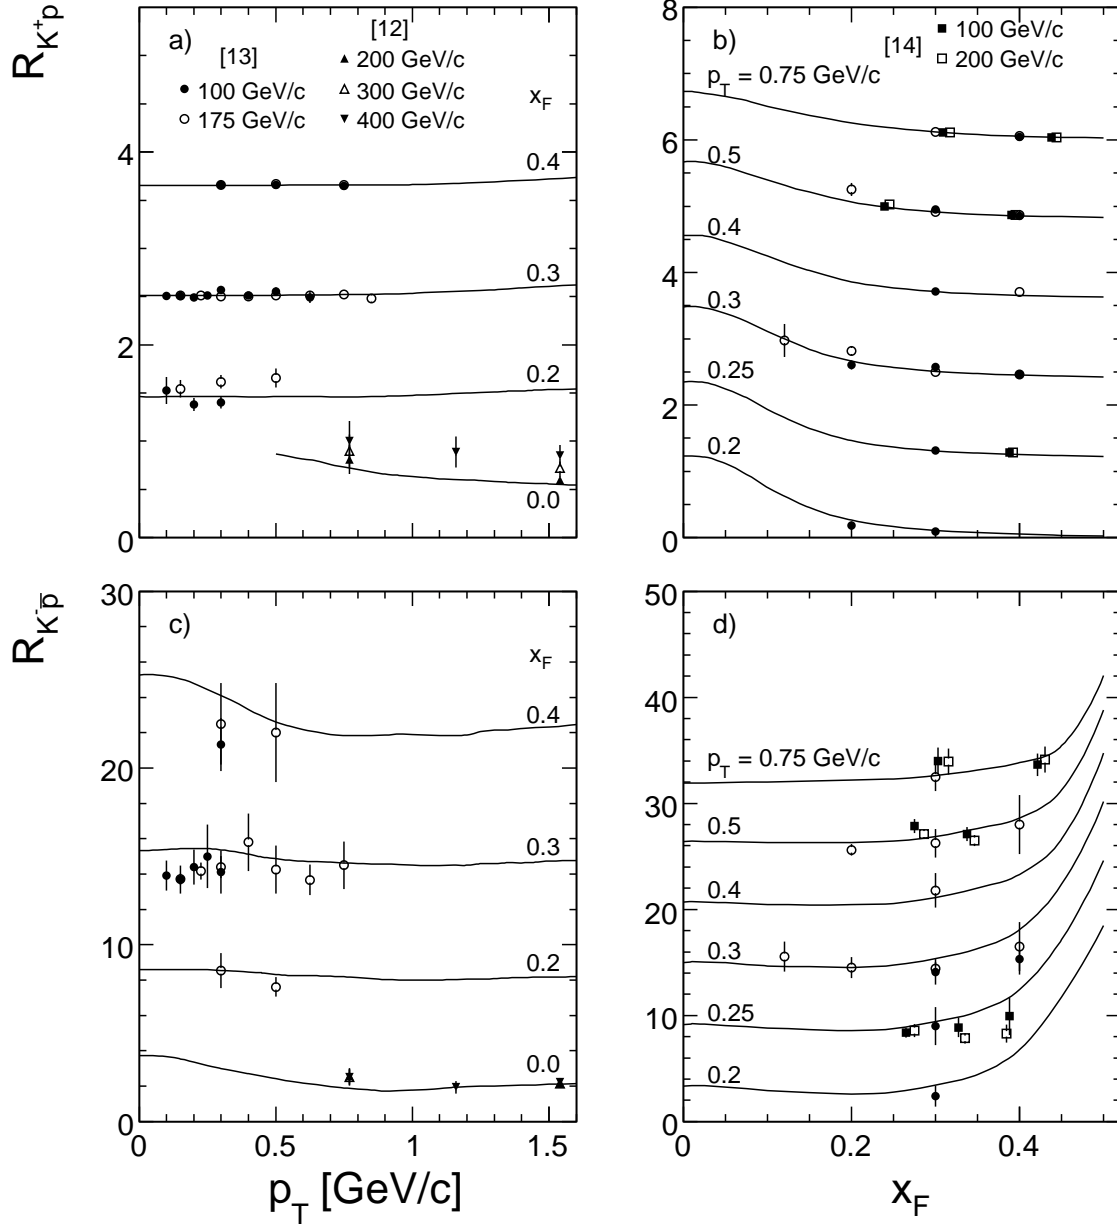 R_K⁺p
a)
[13]
100 GeV/c
175 GeV/c
[12]
200 GeV/c
300 GeV/c
400 GeV/c
x_F
0.4
0.3
0.2
0.0
4
2
0
b)
[14]
100 GeV/c
200 GeV/c
p_T = 0.75 GeV/c
0.5
0.4
0.3
0.25
0.2
8
6
4
2
0
R_K⁻p̅
c)
x_F
0.4
0.3
0.2
0.0
30
20
10
0
0 0.5 1 1.5
p_T [GeV/c]
d)
p_T = 0.75 GeV/c
0.5
0.4
0.3
0.25
0.2
50
40
30
20
10
0
0 0.2 0.4
x_F